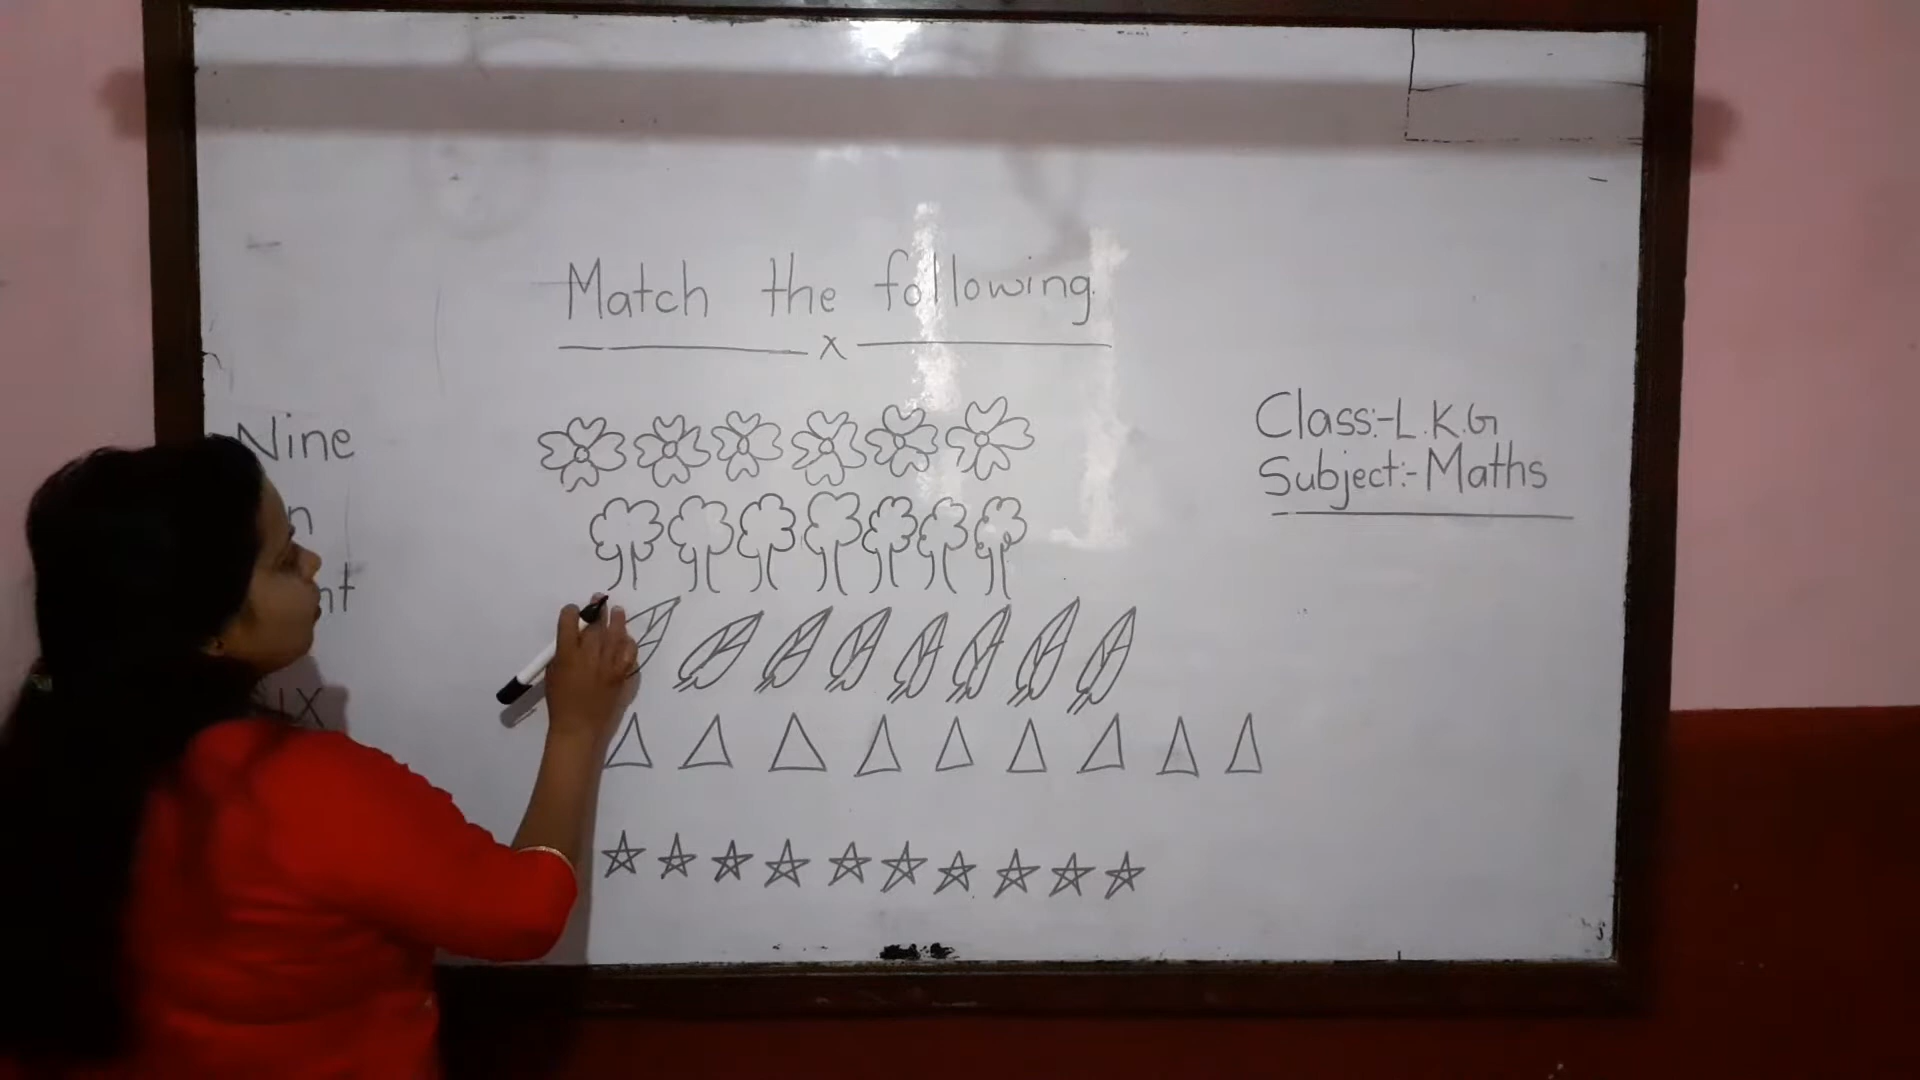 Match the following.
x
Nine
Class:-L.K.G
Subject:-Maths